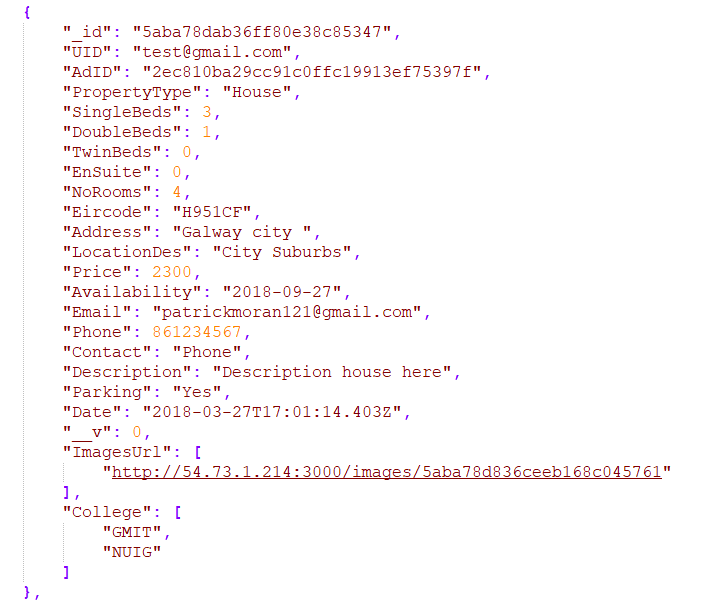 {
"_id": "5aba78dab36ff80e38c85347",
"UID": "test@gmail.com",
"AdID": "2ec810ba29cc91c0ffc19913ef75397f",
"PropertyType": "House",
"SingleBeds": 3,
"DoubleBeds": 1,
"TwinBeds": 0,
"EnSuite": 0,
"NoRooms": 4,
"Eircode": "H951CF",
"Address": "Galway city ",
"LocationDes": "City Suburbs",
"Price": 2300,
"Availability": "2018-09-27",
"Email": "patrickmoran121@gmail.com",
"Phone": 861234567,
"Contact": "Phone",
"Description": "Description house here",
"Parking": "Yes",
"Date": "2018-03-27T17:01:14.403Z",
"__v": 0,
"ImagesUrl": [
"http://54.73.1.214:3000/images/5aba78d836ceeb168c045761"
],
"College": [
"GMIT",
"NUIG"
]
},